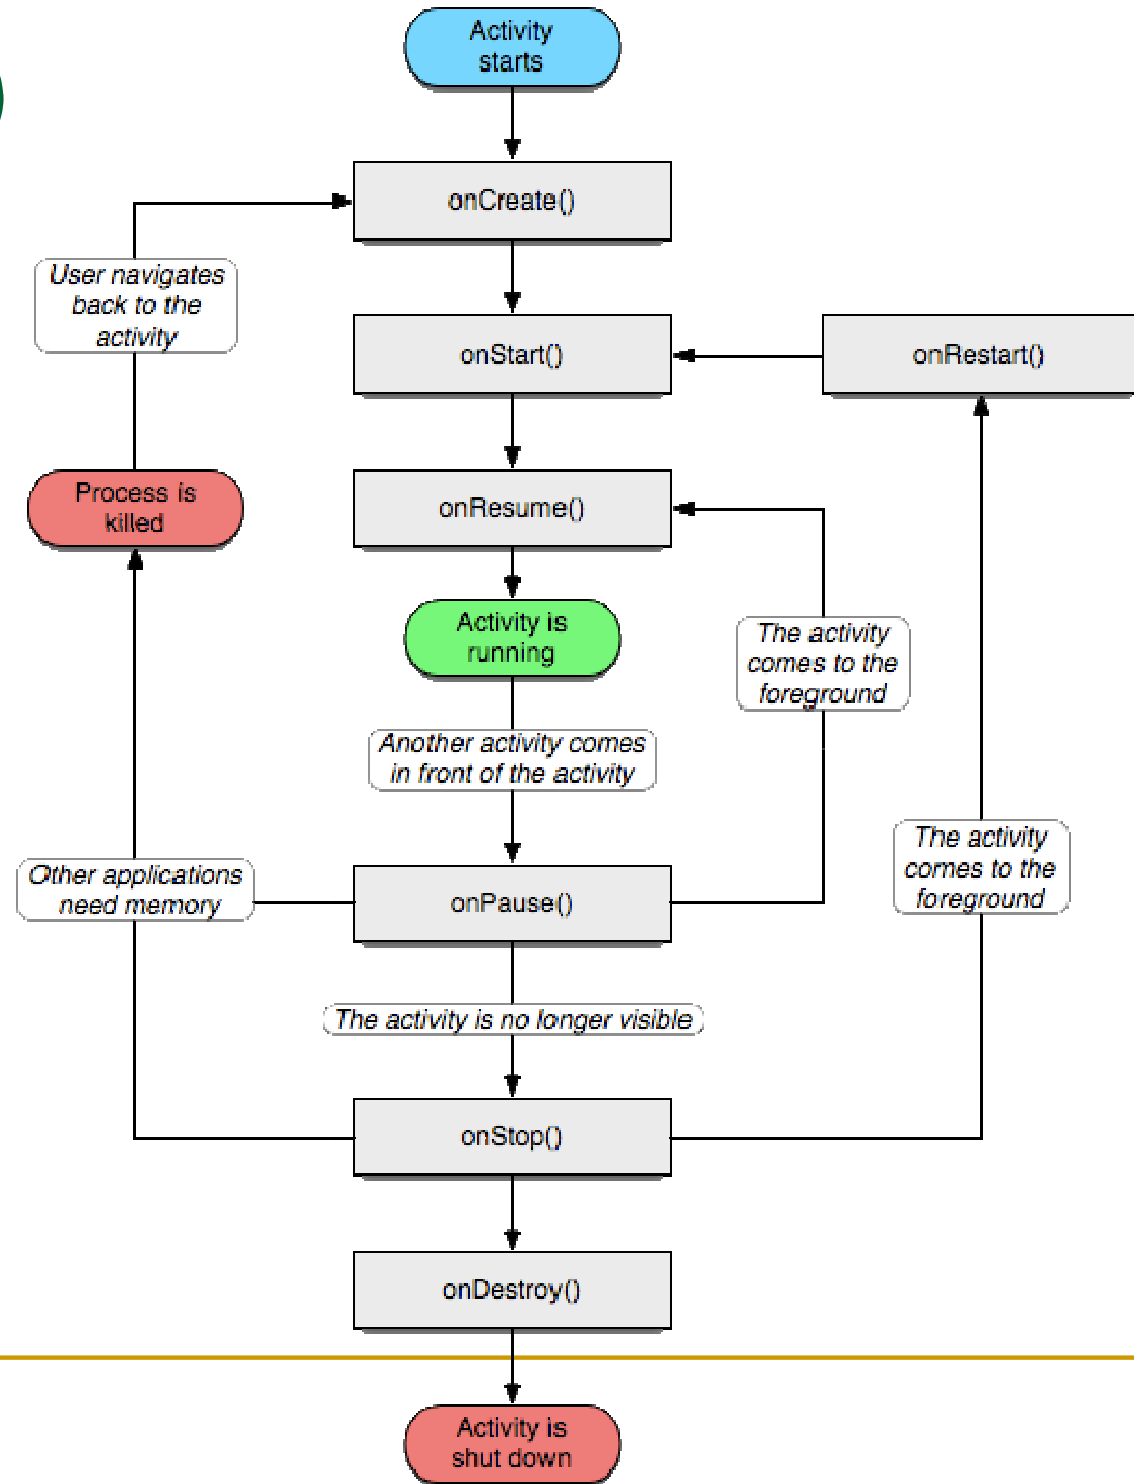 Activity
starts
onCreate()
User navigates
back to the
activity
onStart()
onRestart()
Process is
killed
onResume()
Activity is
running
The activity
comes to the
foreground
Another activity comes
in front of the activity
The activity
comes to the
foreground
Other applications
need memory
onPause()
The activity is no longer visible
onStop()
onDestroy()
Activity is
shut down